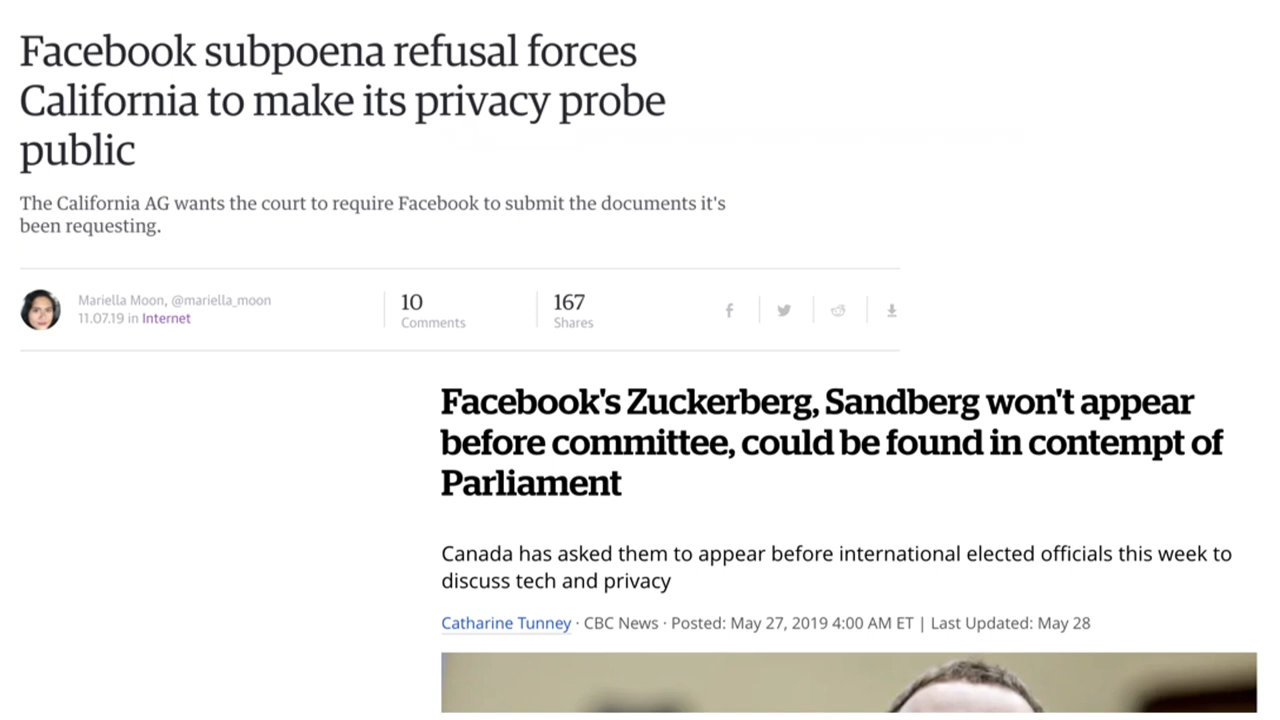 Facebook subpoena refusal forces
California to make its privacy probe
public
The California AG wants the court to require Facebook to submit the documents it's
been requesting.
Mariella Moon, @mariella_moon
11.07.19 in Internet
10
Comments
167
Shares
Facebook's Zuckerberg, Sandberg won't appear
before committee, could be found in contempt of
Parliament
Canada has asked them to appear before international elected officials this week to
discuss tech and privacy
Catharine Tunney · CBC News · Posted: May 27, 2019 4:00 AM ET | Last Updated: May 28